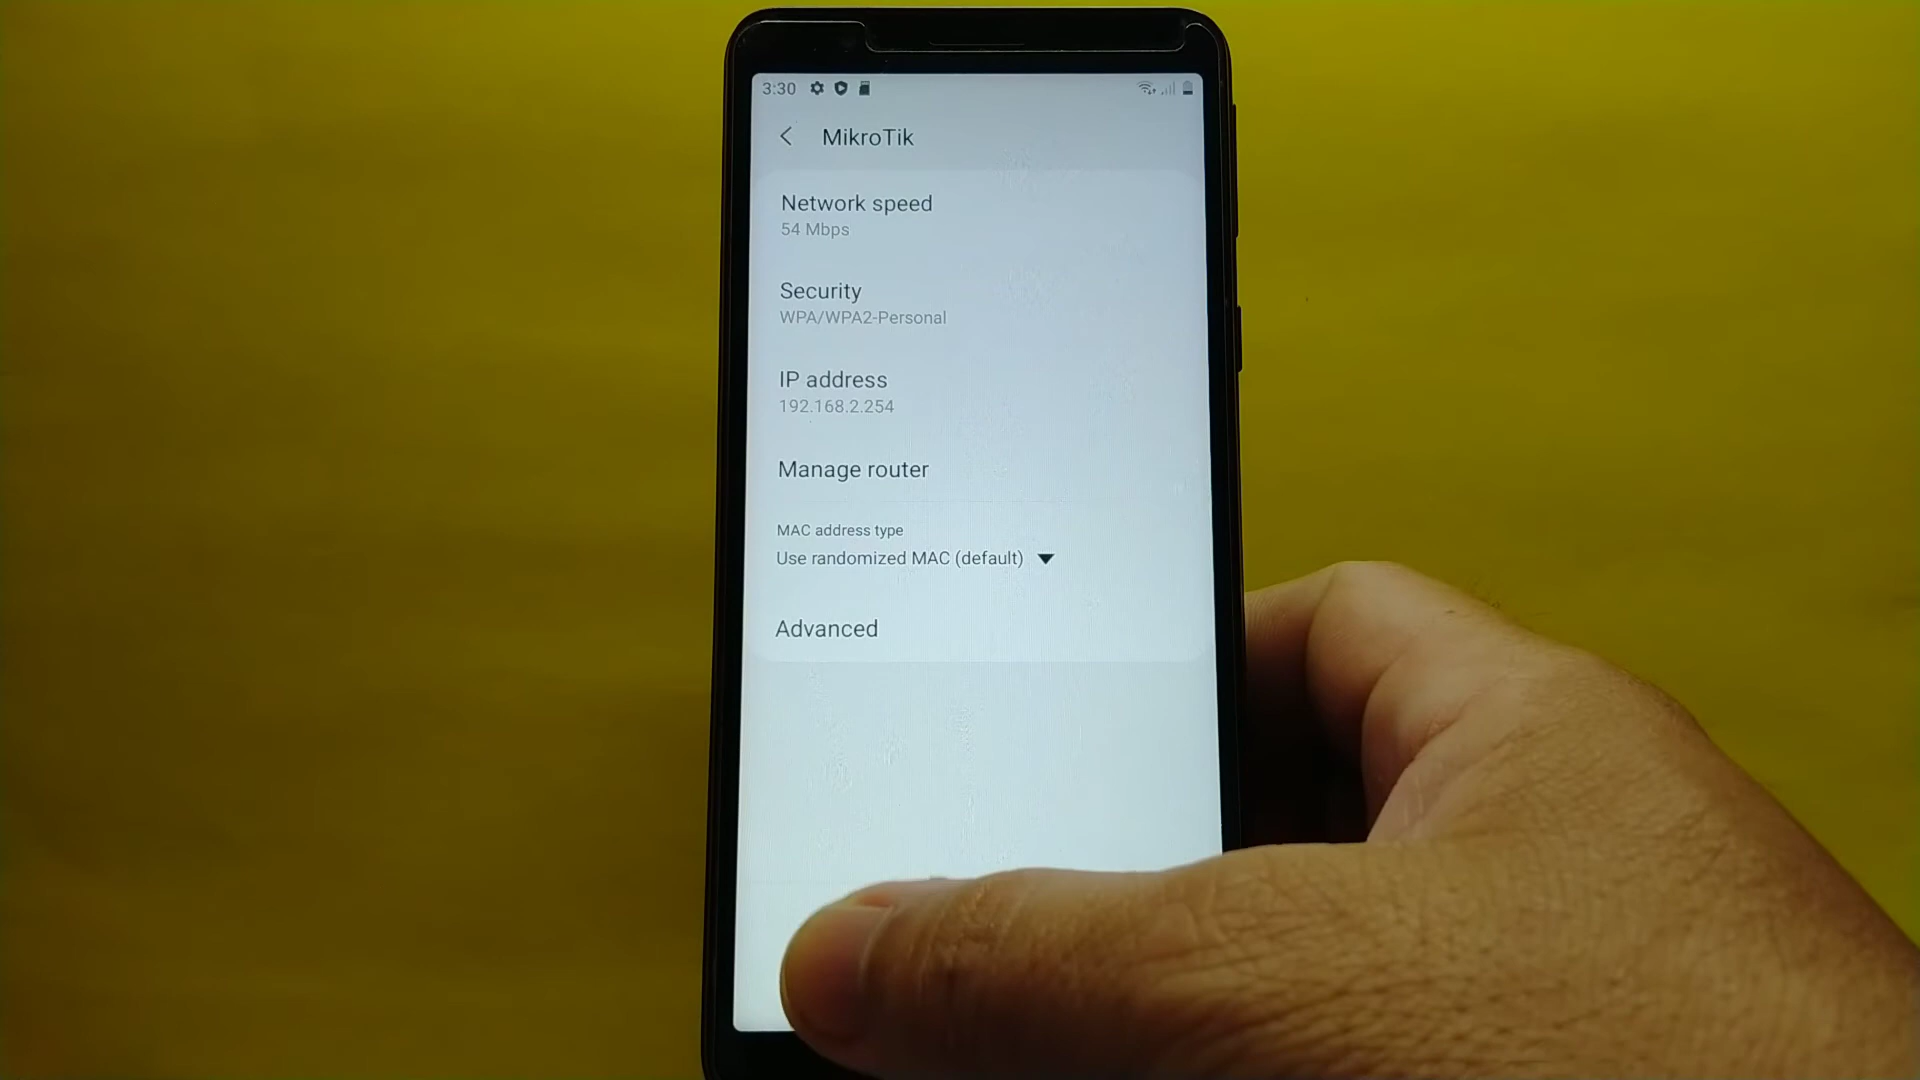 3:30
MikroTik
Network speed
54 Mbps
Security
WPA/WPA2-Personal
IP address
192.168.2.254
Manage router
MAC address type
Use randomized MAC (default)
Advanced